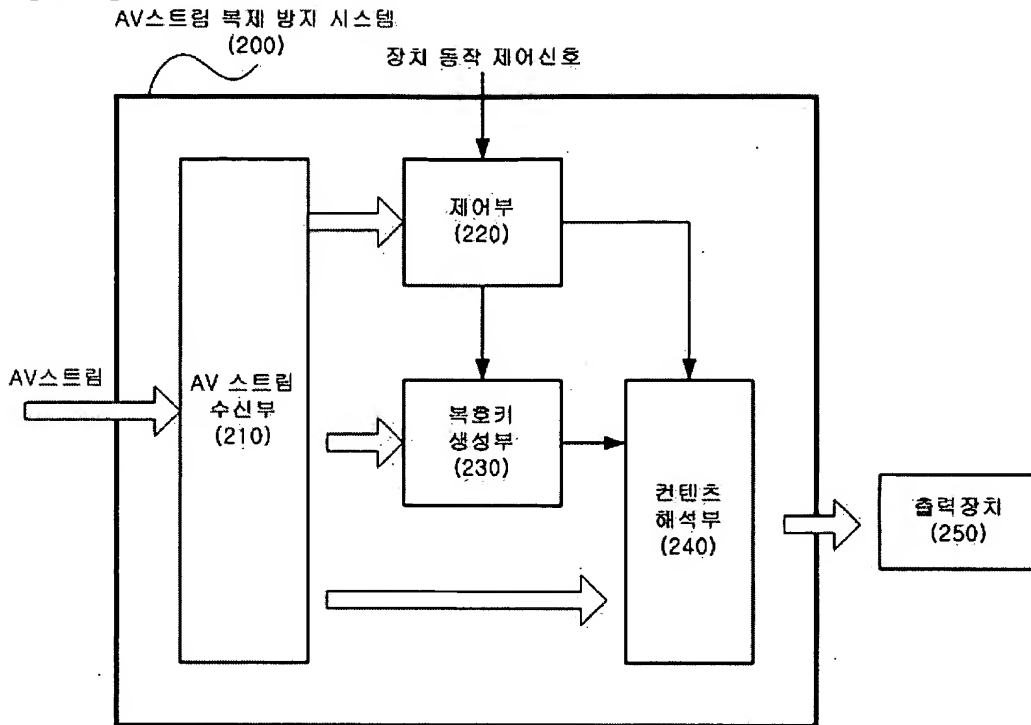 AV스트림 복제 방지 시스템
(200)
장치 동작 제어신호
제어부
(220)
AV스트림
AV 스트림
수신부
(210)
복호키
생성부
(230)
컨텐츠
해석부
(240)
출력장치
(250)